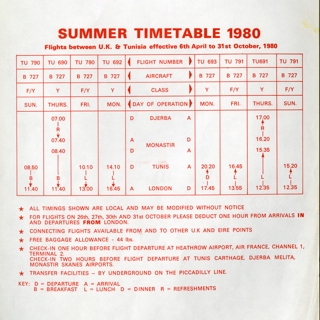 SUMMER TIMETABLE 1980
Flights between U.K. & Tunisia effective 6th April to 31st October, 1980
TU 790 TU 690 TU 790 TU 692 FLIGHT NUMBER TU 693 TU 791 TU691 TU 791
B 727 B 727 B 727 B 727 AIRCRAFT B 727 B 727 B 727 B 727
F/Y F/Y F/Y Y CLASS Y F/Y F/Y F/Y
SUN. THURS. FRI. MON. DAY OF OPERATION MON. FRI. THURS. SUN.
07.00 D DJERBA A 17.00
R R
07.40 A MONASTIR D 16.20
08.40 D A 15.35
08.50 10.10 14.10 D TUNIS A 20.20 16.45 15.20
B B L L D L L L
11.40 11.40 13.00 16.45 A LONDON D 17.45 13.55 12.35 12.35
★ ALL TIMINGS SHOWN ARE LOCAL AND MAY BE MODIFIED WITHOUT NOTICE
★ FOR FLIGHTS ON 26th, 27th, 30th AND 31st OCTOBER PLEASE DEDUCT ONE HOUR FROM ARRIVALS IN
AND DEPARTURES FROM LONDON.
★ CONNECTING FLIGHTS AVAILABLE FROM AND TO OTHER U.K AND EIRE POINTS
★ FREE BAGGAGE ALLOWANCE - 44 lbs.
★ CHECK-IN ONE HOUR BEFORE FLIGHT DEPARTURE AT HEATHROW AIRPORT, AIR FRANCE, CHANNEL 1,
TERMINAL 2.
CHECK-IN TWO HOURS BEFORE FLIGHT DEPARTURE AT TUNIS CARTHAGE, DJERBA MELITA,
MONASTIR SKANES AIRPORTS.
★ TRANSFER FACILITIES - BY UNDERGROUND ON THE PICCADILLY LINE.
KEY: D = DEPARTURE A = ARRIVAL
B = BREAKFAST L = LUNCH D = DINNER R = REFRESHMENTS